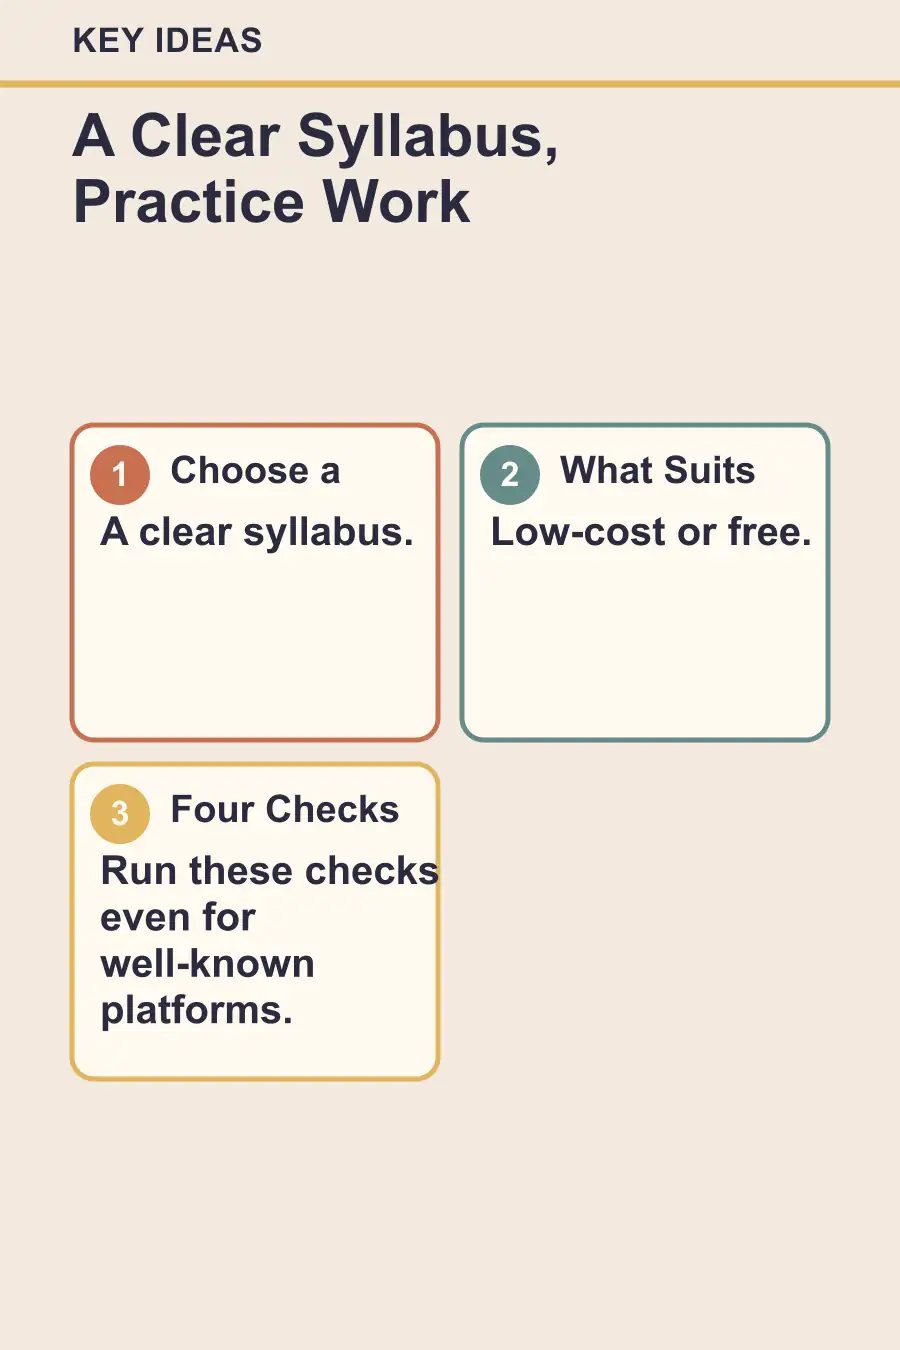 KEY IDEAS
A Clear Syllabus,
Practice Work
1 Choose a
A clear syllabus.
2 What Suits
Low-cost or free.
3 Four Checks
Run these checks
even for
well-known
platforms.